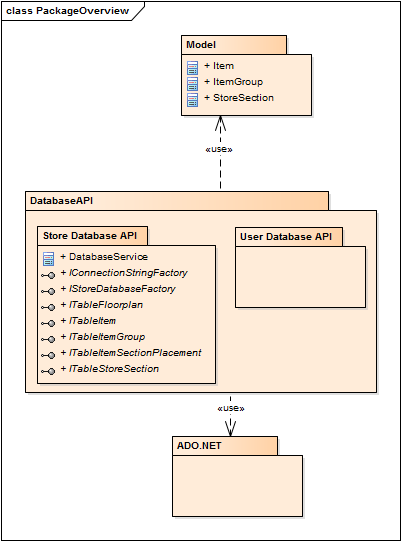 class PackageOverview
Model
+ Item
+ ItemGroup
+ StoreSection
«use»
DatabaseAPI
Store Database API
+ DatabaseService
+ IConnectionStringFactory
+ IStoreDatabaseFactory
+ ITableFloorplan
+ ITableItem
+ ITableItemGroup
+ ITableItemSectionPlacement
+ ITableStoreSection
User Database API
«use»
ADO.NET